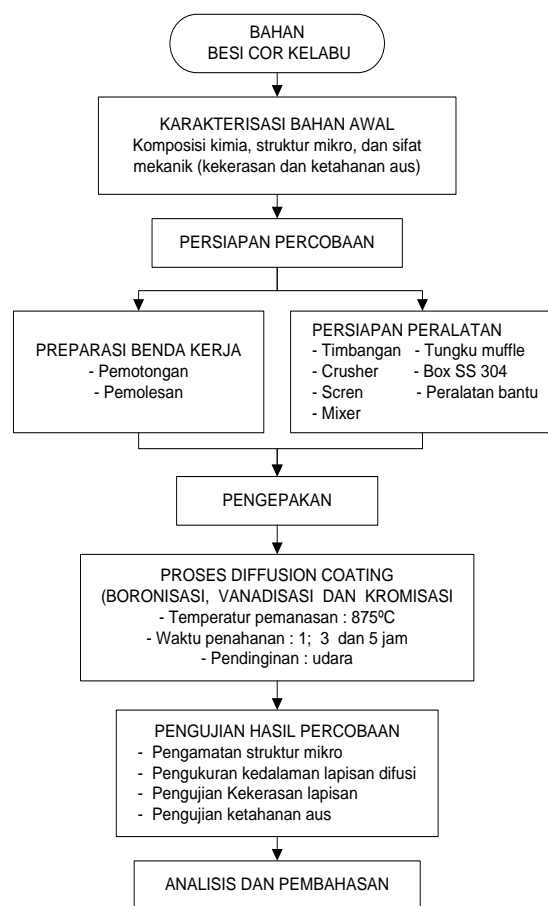 BAHAN
BESI COR KELABU
KARAKTERISASI BAHAN AWAL
Komposisi kimia, struktur mikro, dan sifat
mekanik (kekerasan dan ketahanan aus)
PERSIAPAN PERCOBAAN
PREPARASI BENDA KERJA
- Pemotongan
- Pemolesan
PERSIAPAN PERALATAN
- Timbangan - Tungku muffle
- Crusher - Box SS 304
- Scren - Peralatan bantu
- Mixer
PENGEPAKAN
PROSES DIFFUSION COATING
(BORONISASI, VANADISASI DAN KROMISASI
- Temperatur pemanasan : 875ºC
- Waktu penahanan : 1; 3 dan 5 jam
- Pendinginan : udara
PENGUJIAN HASIL PERCOBAAN
- Pengamatan struktur mikro
- Pengukuran kedalaman lapisan difusi
- Pengujian Kekerasan lapisan
- Pengujian ketahanan aus
ANALISIS DAN PEMBAHASAN